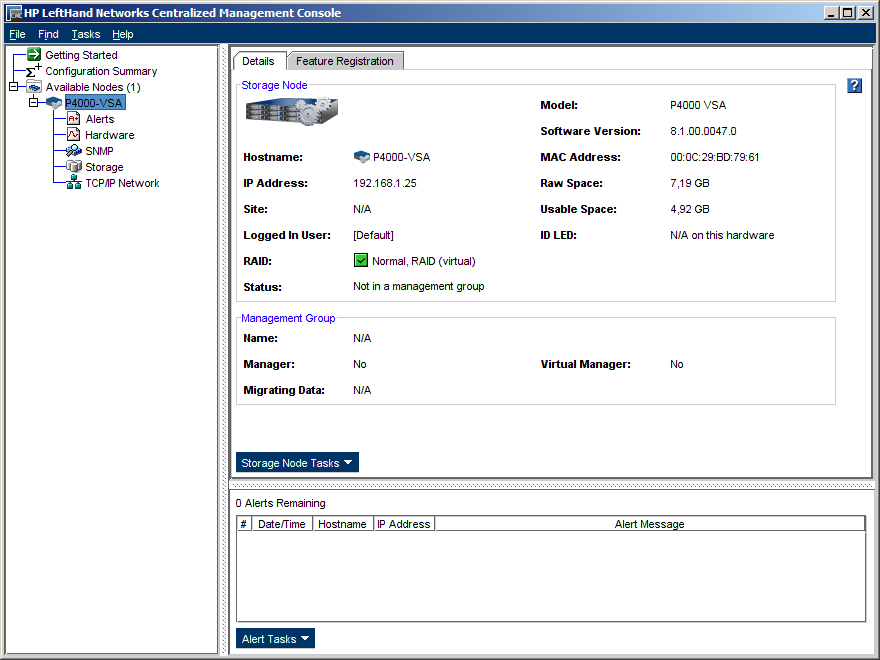 HP LeftHand Networks Centralized Management Console
File Find Tasks Help
Getting Started
Configuration Summary
Available Nodes (1)
P4000-VSA
Alerts
Hardware
SNMP
Storage
TCP/IP Network
Details Feature Registration
Storage Node
Model: P4000 VSA
Software Version: 8.1.00.0047.0
Hostname: P4000-VSA MAC Address: 00:0C:29:BD:79:61
IP Address: 192.168.1.25 Raw Space: 7,19 GB
Site: N/A Usable Space: 4,92 GB
Logged In User: [Default] ID LED: N/A on this hardware
RAID: Normal, RAID (virtual)
Status: Not in a management group
Management Group
Name: N/A
Manager: No Virtual Manager: No
Migrating Data: N/A
Storage Node Tasks
0 Alerts Remaining
# Date/Time Hostname IP Address Alert Message
Alert Tasks